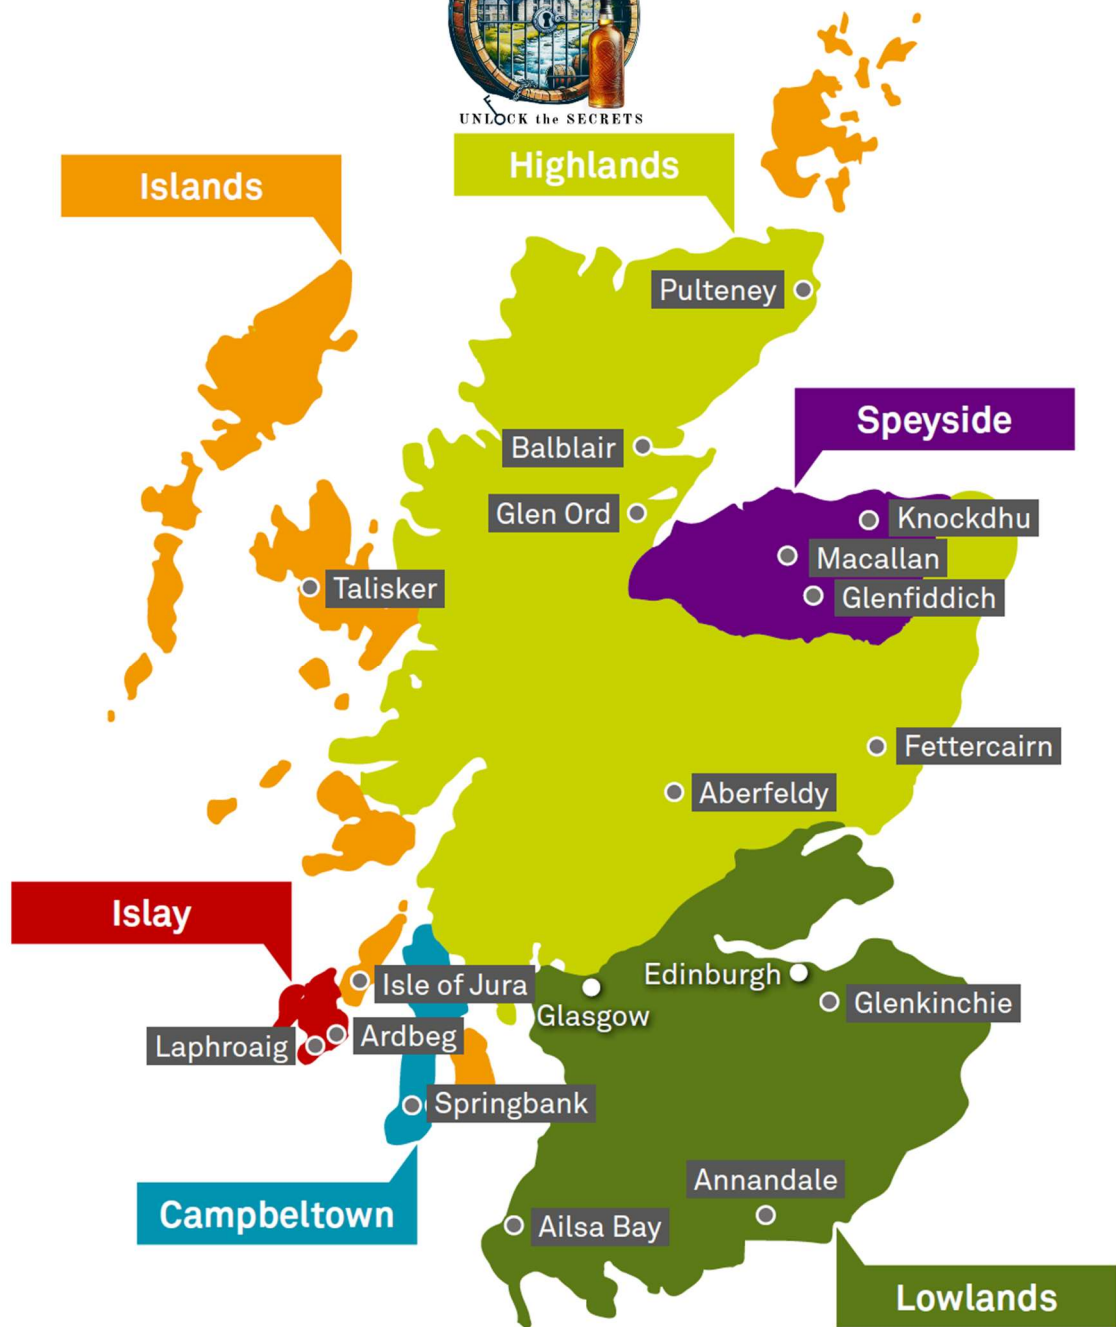 UNLOCK the SECRETS
Highlands
Islands
Pulteney
Speyside
Balblair
Glen Ord
Knockdhu
Macallan
Talisker
Glenfiddich
Fettercairn
Aberfeldy
Islay
Edinburgh
Isle of Jura
Glenkinchie
Glasgow
Ardbeg
Laphroaig
Springbank
Annandale
Campbeltown
Ailsa Bay
Lowlands